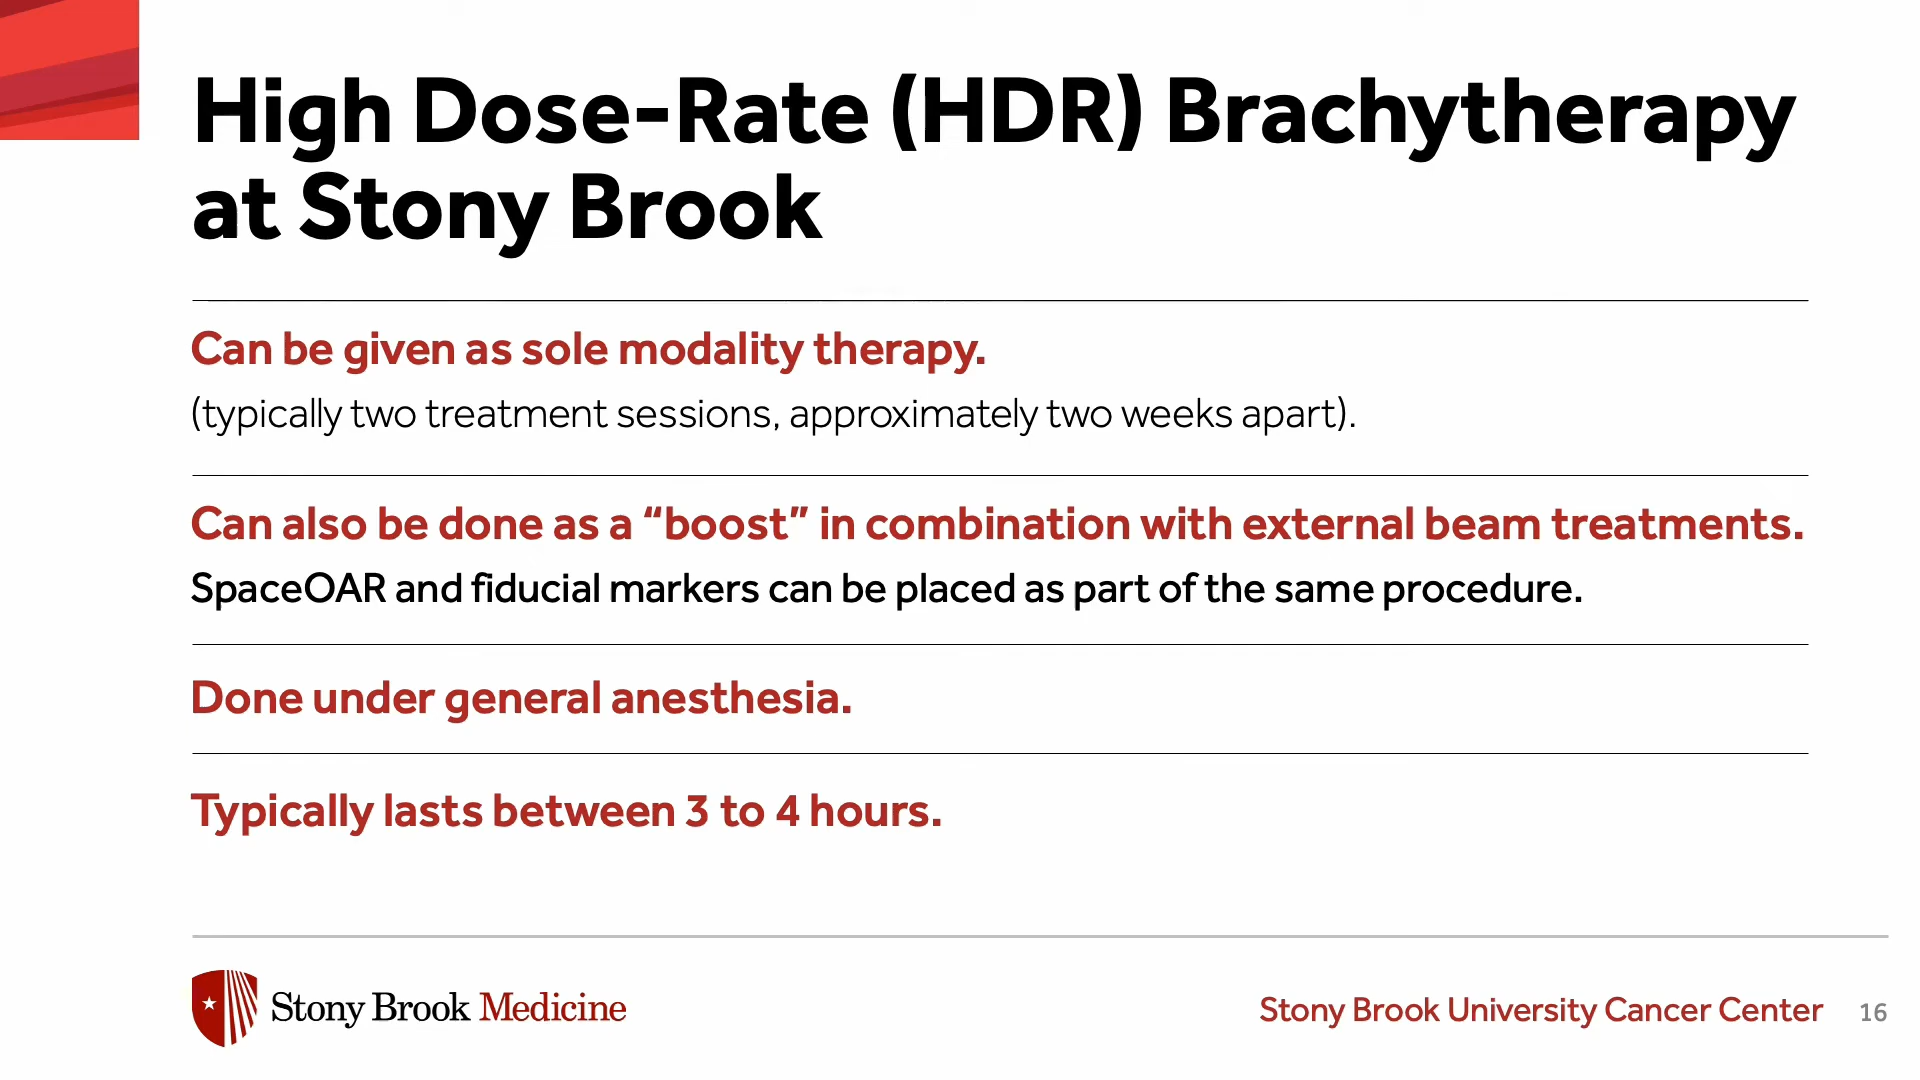 High Dose-Rate (HDR) Brachytherapy
at Stony Brook
Can be given as sole modality therapy.
(typically two treatment sessions, approximately two weeks apart).
Can also be done as a “boost” in combination with external beam treatments.
SpaceOAR and fiducial markers can be placed as part of the same procedure.
Done under general anesthesia.
Typically lasts between 3 to 4 hours.
Stony Brook Medicine
Stony Brook University Cancer Center 16